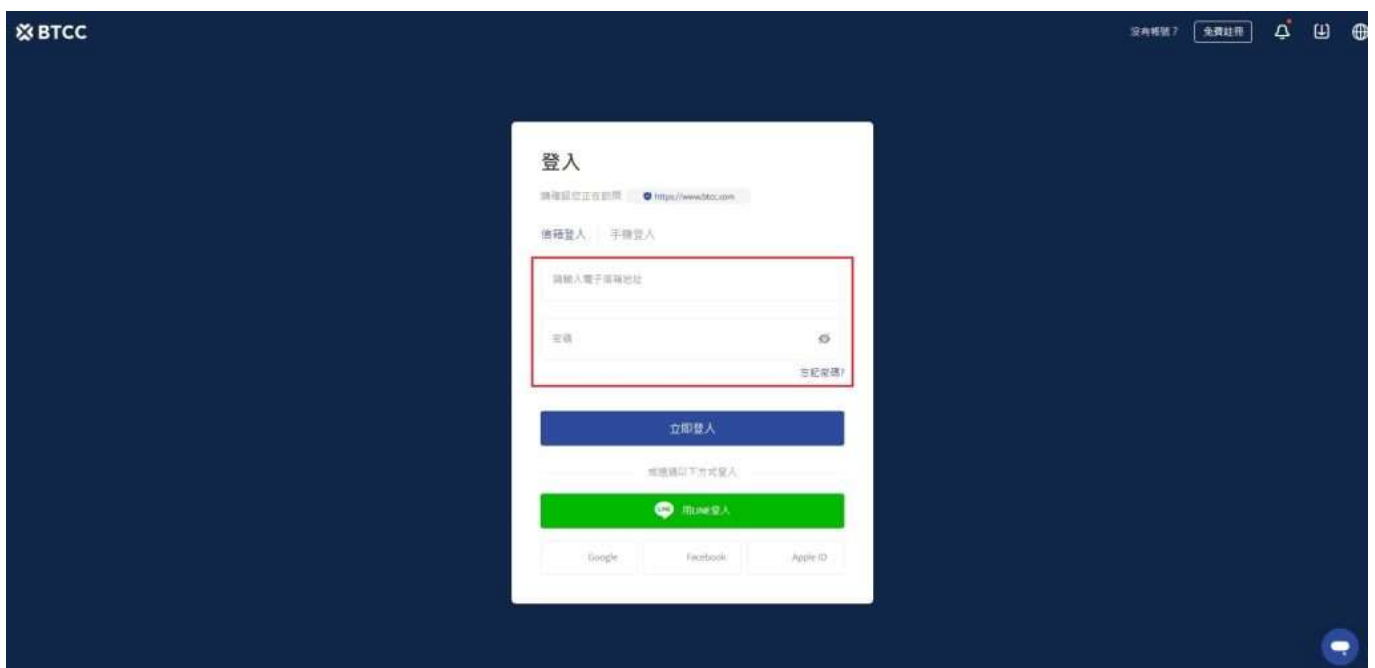 BTCC
沒有帳號？ 免費註冊
登入
請確認您正在訪問 https://www.btcc.com
信箱登入 手機登入
請輸入電子信箱地址
密碼
忘記密碼?
立即登入
或透過以下方式登入
LINE 用LINE登入
Google Facebook Apple ID